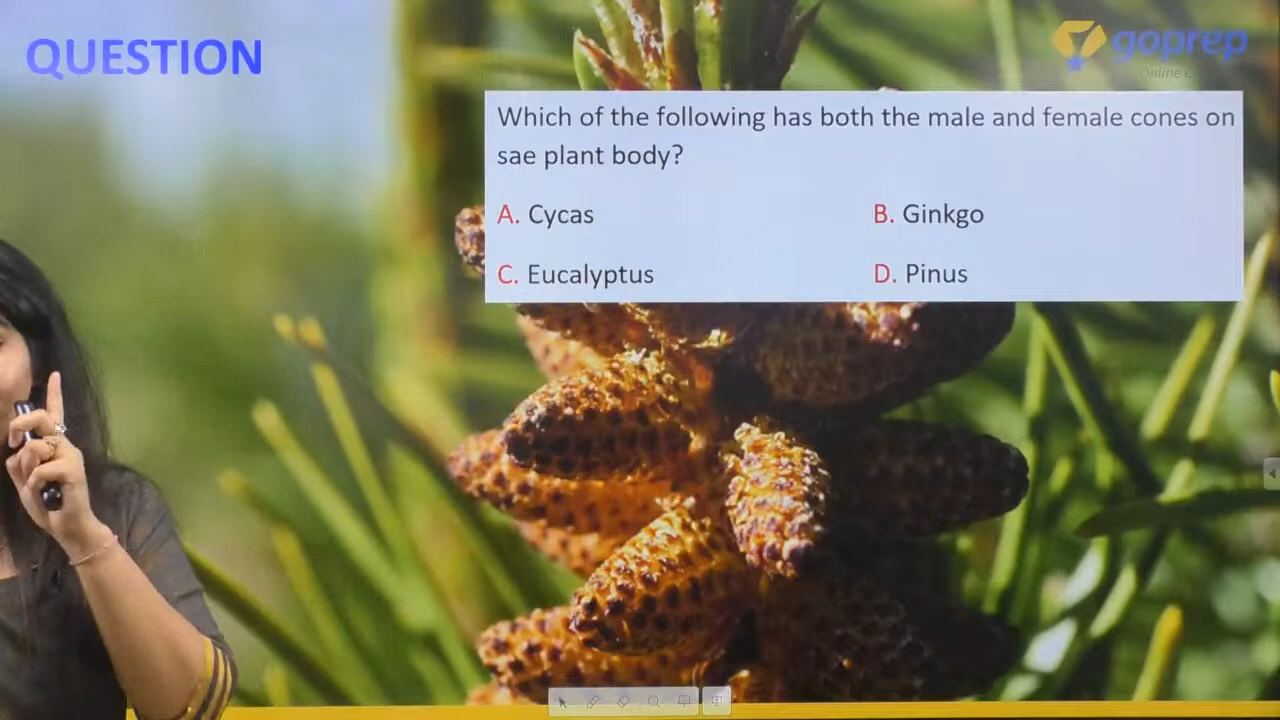 QUESTION
goprep
Online
Which of the following has both the male and female cones on
sae plant body?
A. Cycas
B. Ginkgo
C. Eucalyptus
D. Pinus